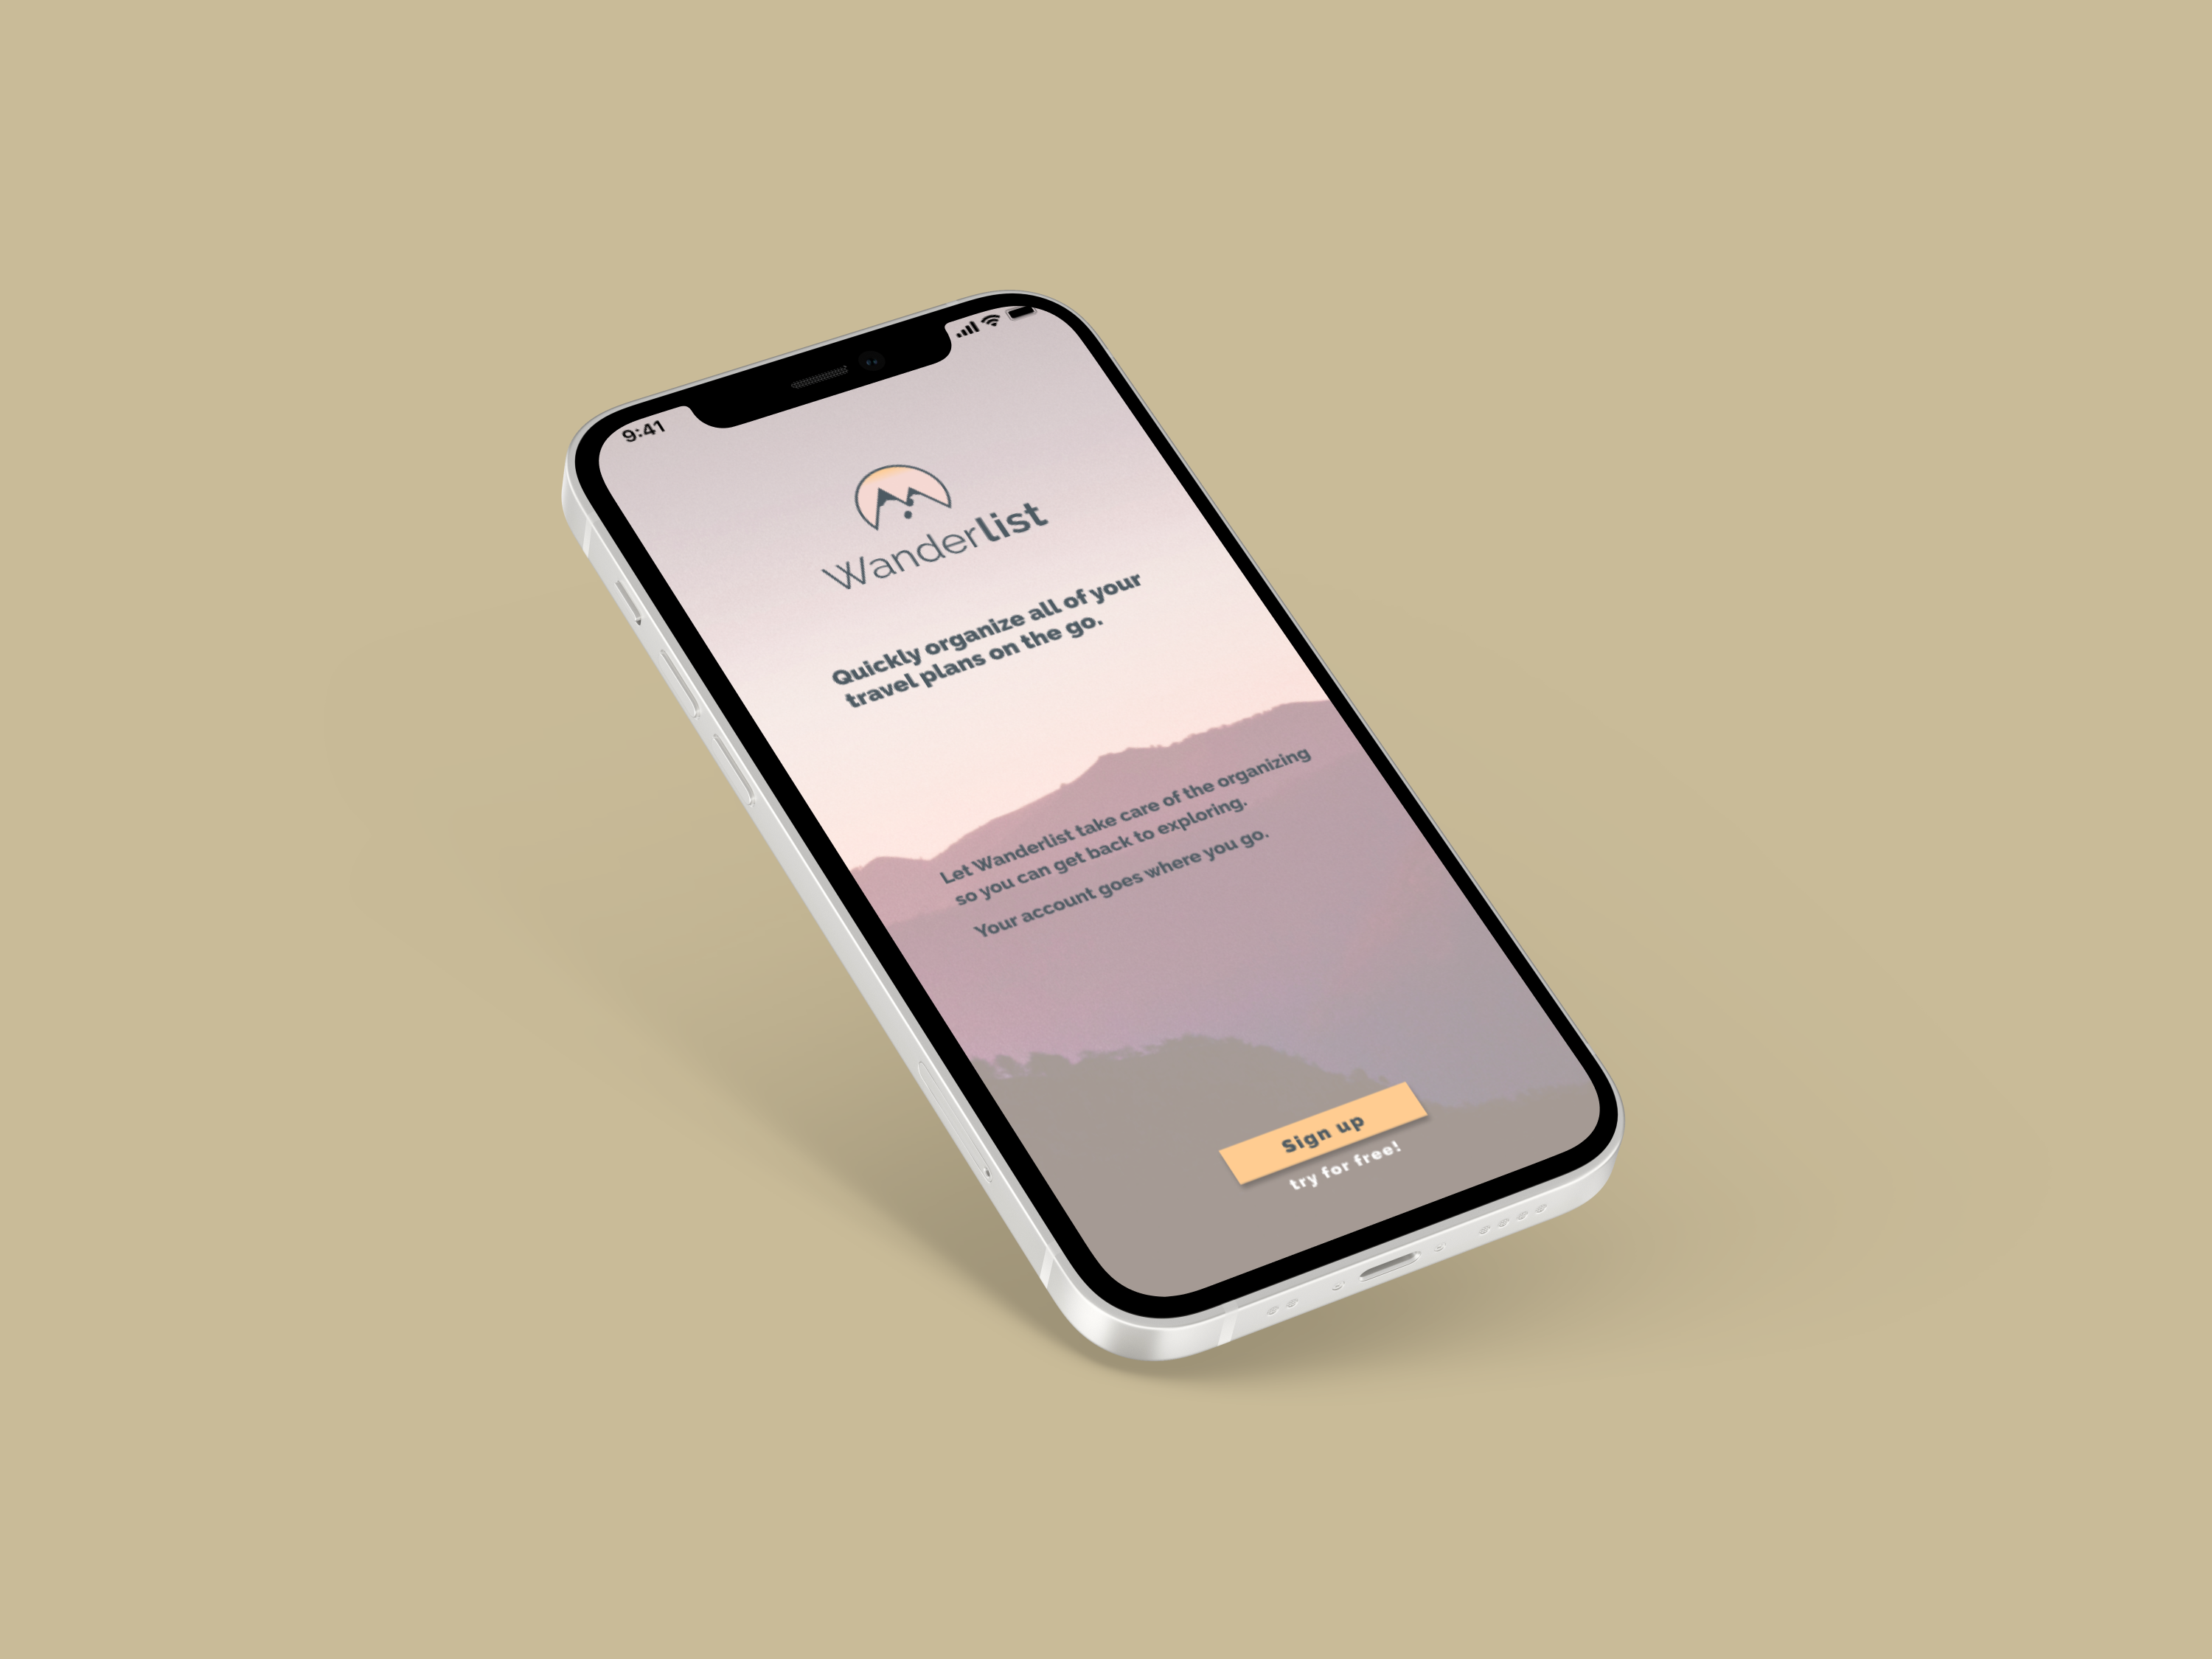 9:41
Wanderlist
Quickly organize all of your
travel plans on the go.
Let Wanderlist take care of the organizing
so you can get back to exploring.
Your account goes where you go.
Sign up
try for free!